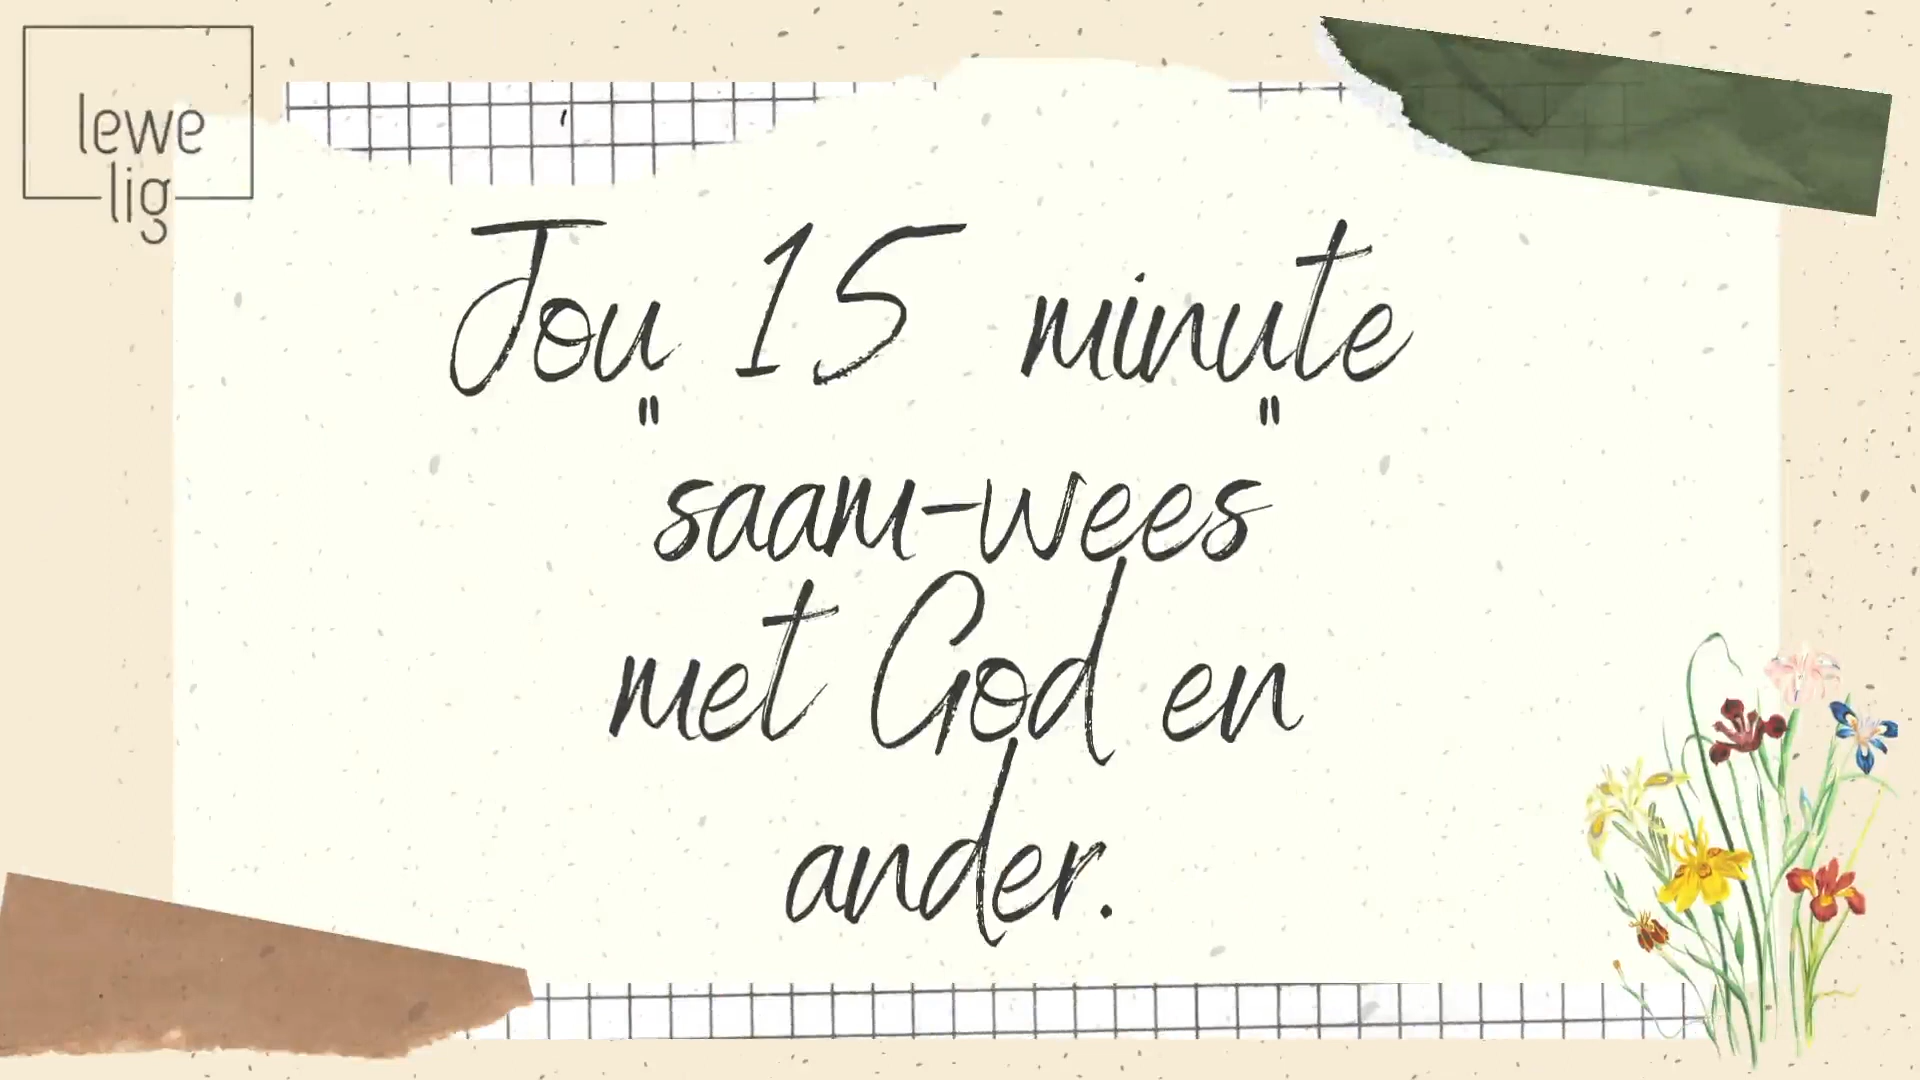 lewe
lig
Jou 15 minute
"saam-wees"
met God en
ander.